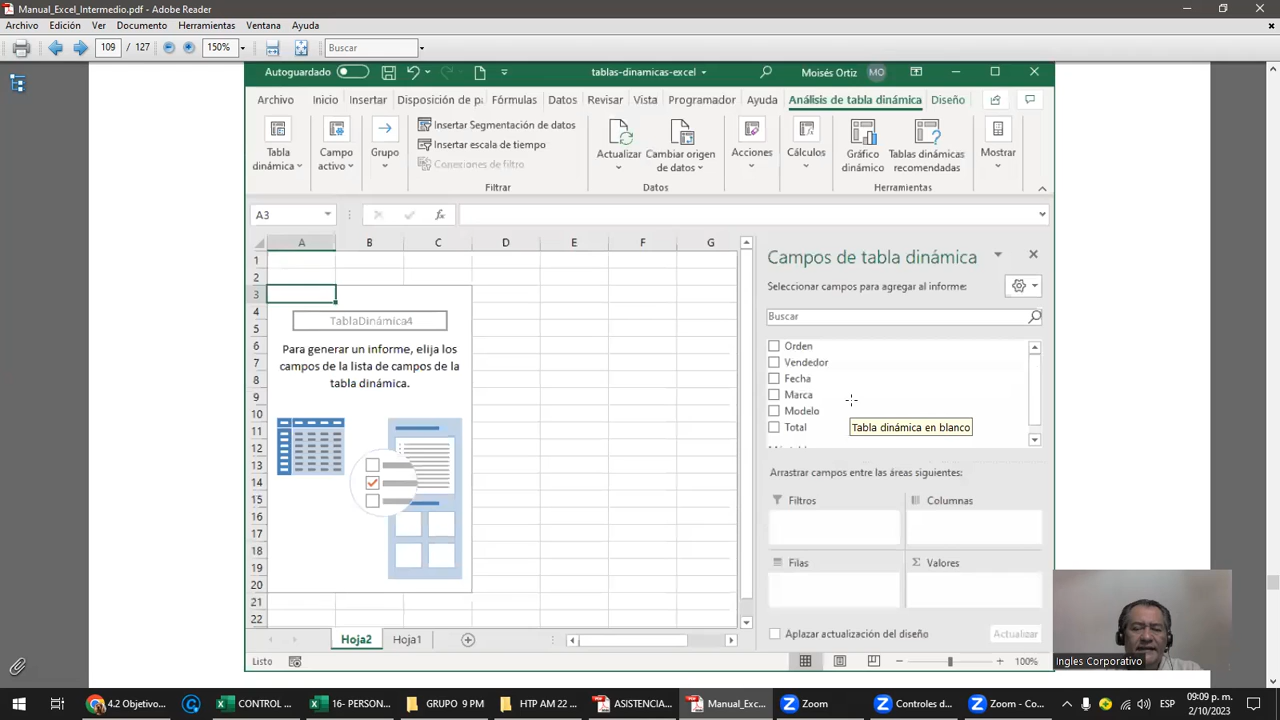 Manual_Excel_Intermedio.pdf - Adobe Reader
Archivo Edición Ver Documento Herramientas Ventana Ayuda
109 / 127 150% Buscar
Autoguardado tablas-dinamicas-excel Moisés Ortiz MO
Archivo Inicio Insertar Disposición de pá Fórmulas Datos Revisar Vista Programador Ayuda Análisis de tabla dinámica Diseño
Tabla dinámica
Campo activo
Grupo
Insertar Segmentación de datos
Insertar escala de tiempo
Conexiones de filtro
Filtrar
Actualizar
Cambiar origen de datos
Datos
Acciones
Cálculos
Gráfico dinámico
Tablas dinámicas recomendadas
Herramientas
Mostrar
A3 fx
A B C D E F G
1
2
3
4
5
6
7
8
9
10
11
12
13
14
15
16
17
18
19
20
21
22
TablaDinámica4
Para generar un informe, elija los
campos de la lista de campos de la
tabla dinámica.
Campos de tabla dinámica
Seleccionar campos para agregar al informe:
Buscar
Orden
Vendedor
Fecha
Marca
Modelo
Total
Tabla dinámica en blanco
Arrastrar campos entre las áreas siguientes:
Filtros Columnas
Filas Σ Valores
Aplazar actualización del diseño Actualizar
Hoja2 Hoja1
Listo 100%
Ingles Corporativo
4.2 Objetivo... CONTROL ... 16- PERSON... GRUPO 9 PM HTP AM 22 ... ASISTENCIA... Manual_Exc... Zoom Controles d... Zoom - Co... ESP 09:09 p. m.
2/10/2023